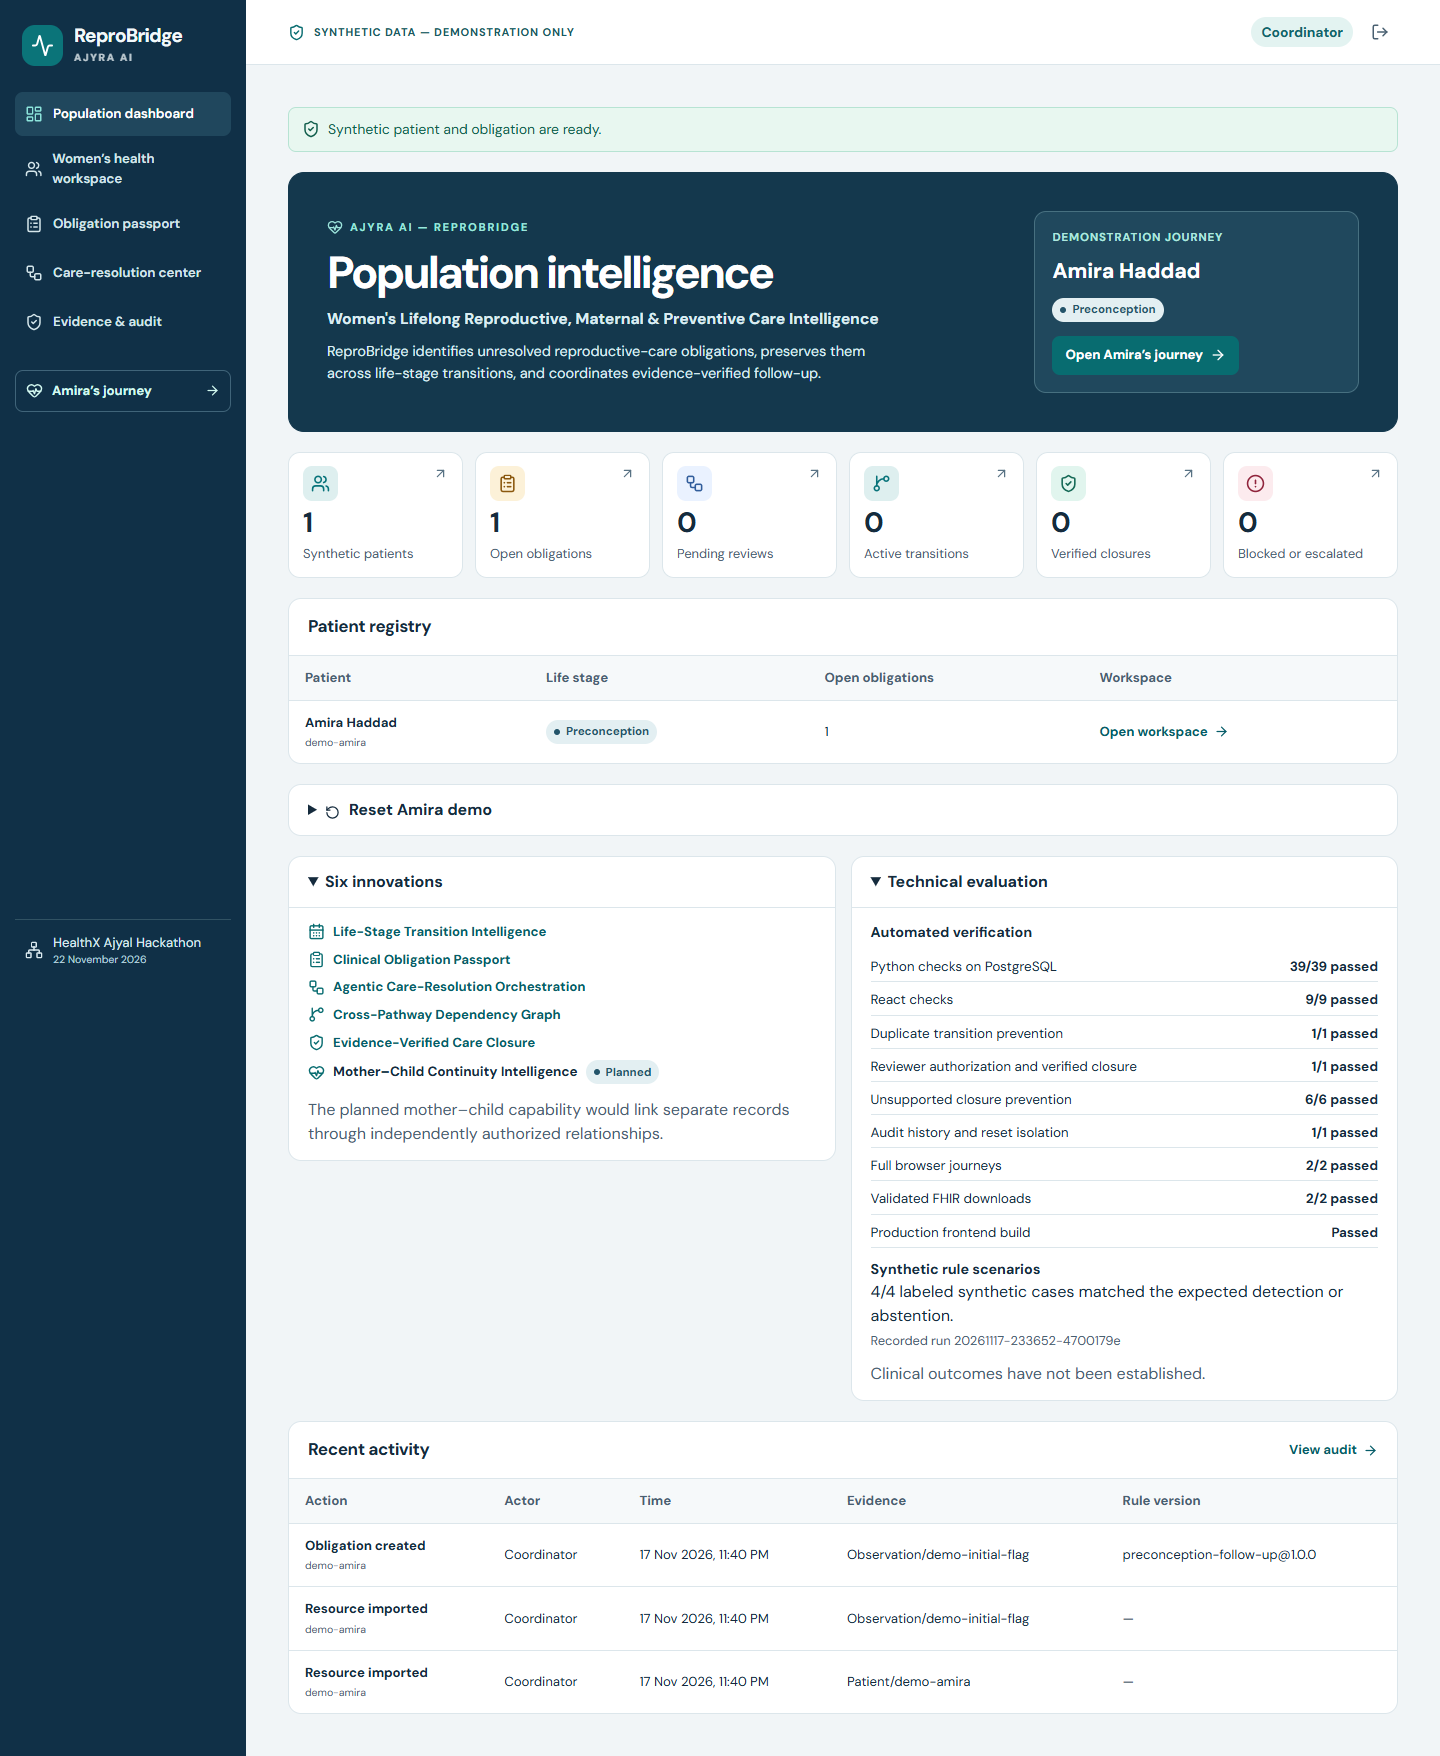 ReproBridge
AJYRA AI
Population dashboard
Women's health
workspace
Obligation passport
Care-resolution center
Evidence & audit
Amira's journey
HealthX Ajyal Hackathon
22 November 2026
SYNTHETIC DATA — DEMONSTRATION ONLY
Coordinator
Synthetic patient and obligation are ready.
AJYRA AI — REPROBRIDGE
Population intelligence
Women's Lifelong Reproductive, Maternal & Preventive Care Intelligence
ReproBridge identifies unresolved reproductive-care obligations, preserves them
across life-stage transitions, and coordinates evidence-verified follow-up.
DEMONSTRATION JOURNEY
Amira Haddad
Preconception
Open Amira's journey
1
Synthetic patients
1
Open obligations
0
Pending reviews
0
Active transitions
0
Verified closures
0
Blocked or escalated
Patient registry
Patient Life stage Open obligations Workspace
Amira Haddad
demo-amira
Preconception 1 Open workspace
Reset Amira demo
Six innovations
Life-Stage Transition Intelligence
Clinical Obligation Passport
Agentic Care-Resolution Orchestration
Cross-Pathway Dependency Graph
Evidence-Verified Care Closure
Mother–Child Continuity Intelligence Planned
The planned mother–child capability would link separate records
through independently authorized relationships.
Technical evaluation
Automated verification
Python checks on PostgreSQL 39/39 passed
React checks 9/9 passed
Duplicate transition prevention 1/1 passed
Reviewer authorization and verified closure 1/1 passed
Unsupported closure prevention 6/6 passed
Audit history and reset isolation 1/1 passed
Full browser journeys 2/2 passed
Validated FHIR downloads 2/2 passed
Production frontend build Passed
Synthetic rule scenarios
4/4 labeled synthetic cases matched the expected detection or
abstention.
Recorded run 20261117-233652-4700179e
Clinical outcomes have not been established.
Recent activity View audit
Action Actor Time Evidence Rule version
Obligation created
demo-amira
Coordinator 17 Nov 2026, 11:40 PM Observation/demo-initial-flag preconception-follow-up@1.0.0
Resource imported
demo-amira
Coordinator 17 Nov 2026, 11:40 PM Observation/demo-initial-flag —
Resource imported
demo-amira
Coordinator 17 Nov 2026, 11:40 PM Patient/demo-amira —